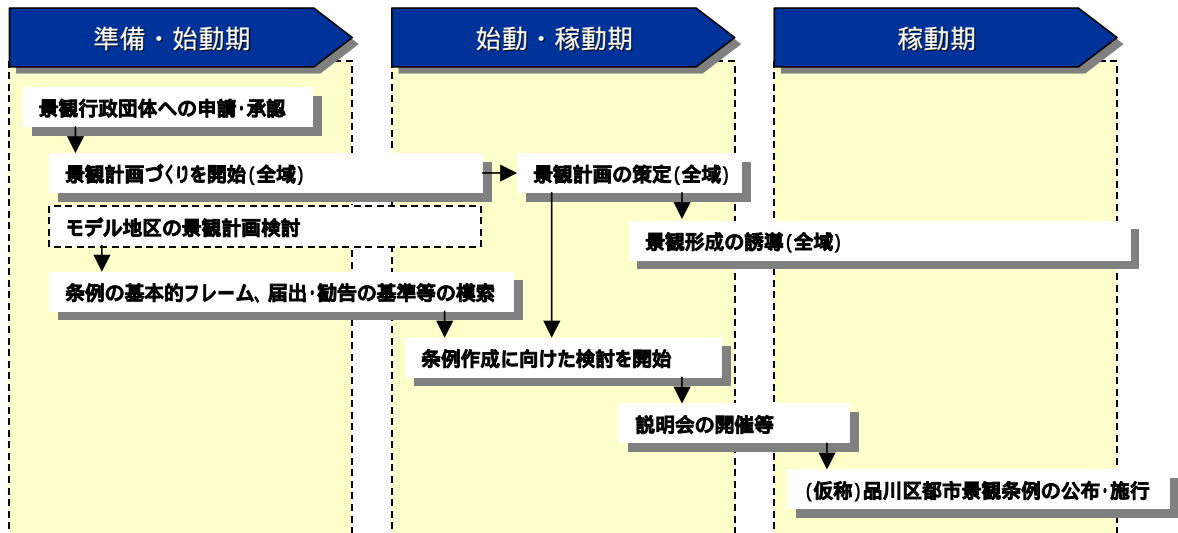 準備・始動期
始動・稼動期
稼動期
景観行政団体への申請・承認
景観計画づくりを開始(全域)
景観計画の策定(全域)
モデル地区の景観計画検討
景観形成の誘導(全域)
条例の基本的フレーム、届出・勧告の基準等の模索
条例作成に向けた検討を開始
説明会の開催等
(仮称)品川区都市景観条例の公布・施行